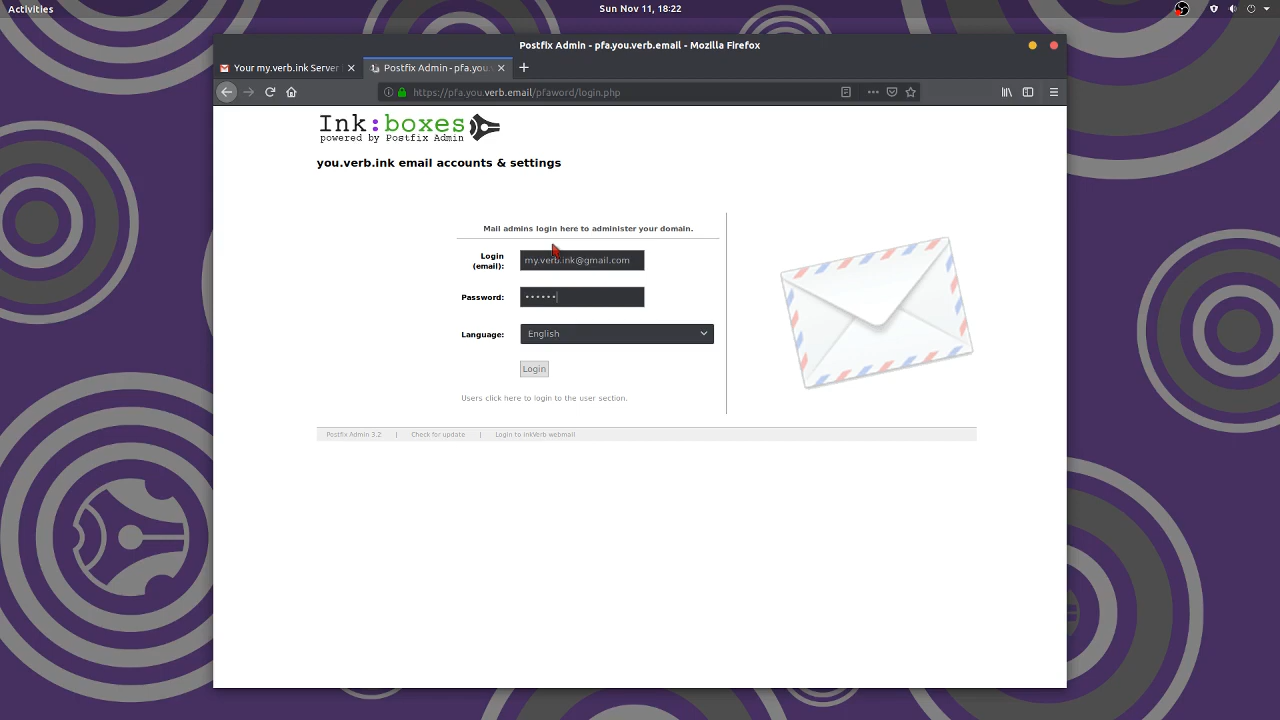 Activities
Sun Nov 11, 18:22
Postfix Admin - pfa.you.verb.email - Mozilla Firefox
Your my.verb.ink Server
Postfix Admin - pfa.you.
https://pfa.you.verb.email/pfaword/login.php
Ink:boxes
powered by Postfix Admin
you.verb.ink email accounts & settings
Mail admins login here to administer your domain.
Login
(email):
my.verb.ink@gmail.com
Password:
••••••
Language:
English
Login
Users click here to login to the user section.
Postfix Admin 3.2 | Check for update | Login to inkVerb webmail